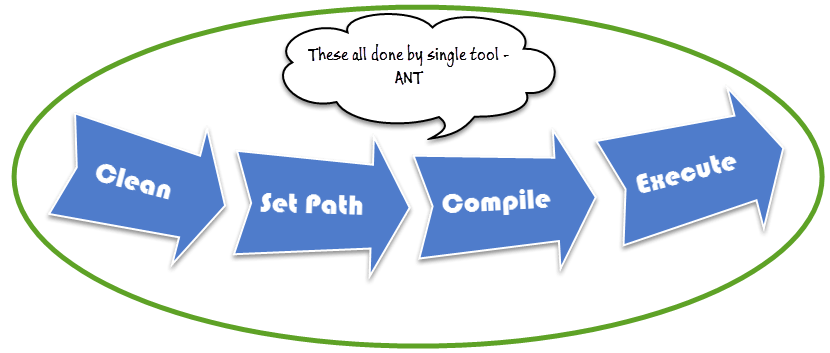 These all done by single tool -
ANT
Clean
Set Path
Compile
Execute